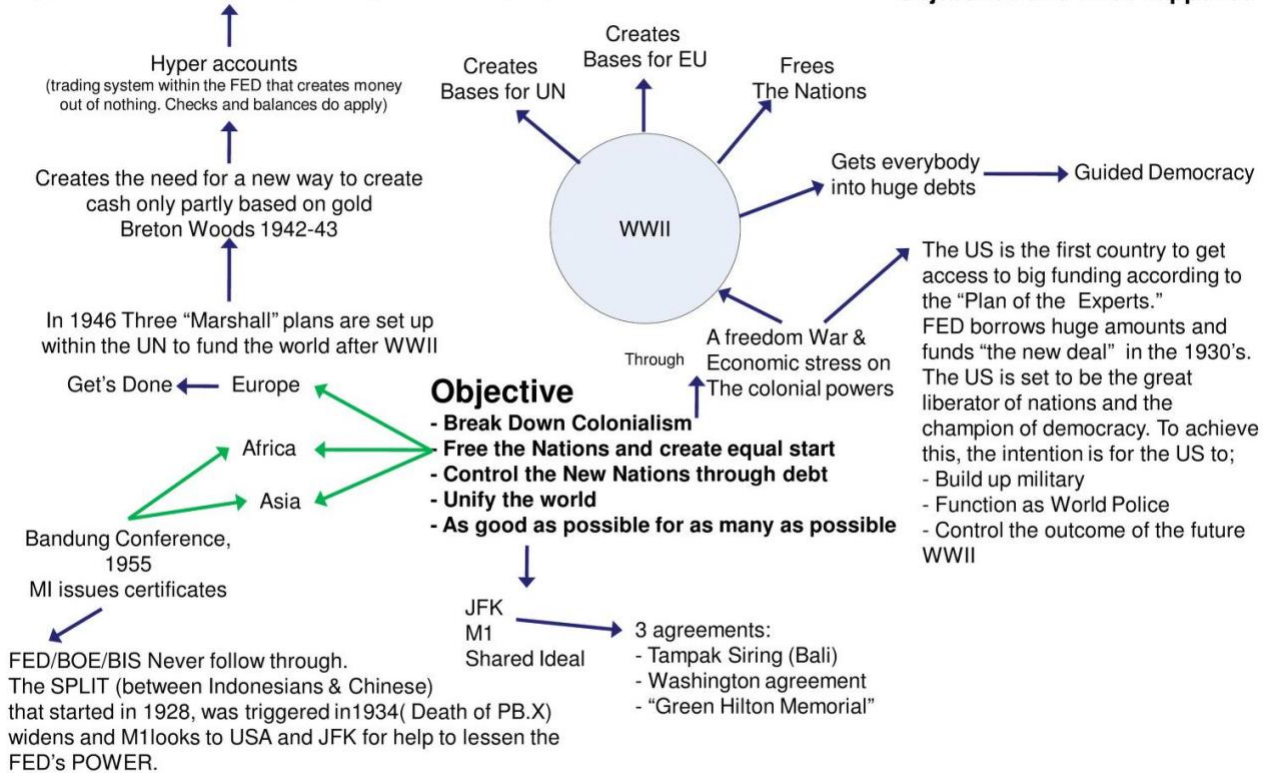 Hyper accounts
(trading system within the FED that creates money
out of nothing. Checks and balances do apply)
Creates the need for a new way to create
cash only partly based on gold
Breton Woods 1942-43
In 1946 Three “Marshall” plans are set up
within the UN to fund the world after WWII
Get's Done
Europe
Africa
Asia
Bandung Conference,
1955
MI issues certificates
FED/BOE/BIS Never follow through.
The SPLIT (between Indonesians & Chinese)
that started in 1928, was triggered in1934( Death of PB.X)
widens and M1looks to USA and JFK for help to lessen the
FED's POWER.
Creates
Bases for UN
Creates
Bases for EU
Frees
The Nations
WWII
Gets everybody
into huge debts
Guided Democracy
Through
A freedom War &
Economic stress on
The colonial powers
Objective
- Break Down Colonialism
- Free the Nations and create equal start
- Control the New Nations through debt
- Unify the world
- As good as possible for as many as possible
JFK
M1
Shared Ideal
3 agreements:
- Tampak Siring (Bali)
- Washington agreement
- “Green Hilton Memorial”
The US is the first country to get
access to big funding according to
the “Plan of the Experts.”
FED borrows huge amounts and
funds “the new deal” in the 1930's.
The US is set to be the great
liberator of nations and the
champion of democracy. To achieve
this, the intention is for the US to;
- Build up military
- Function as World Police
- Control the outcome of the future
WWII